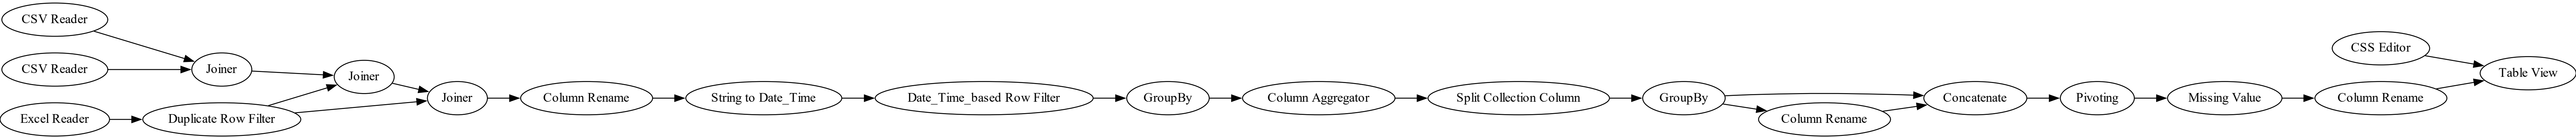 CSV Reader
CSV Reader
Excel Reader
Joiner
Duplicate Row Filter
Joiner
Joiner
Column Rename
String to Date_Time
Date_Time_based Row Filter
GroupBy
Column Aggregator
Split Collection Column
GroupBy
Column Rename
Concatenate
Pivoting
Missing Value
CSS Editor
Column Rename
Table View